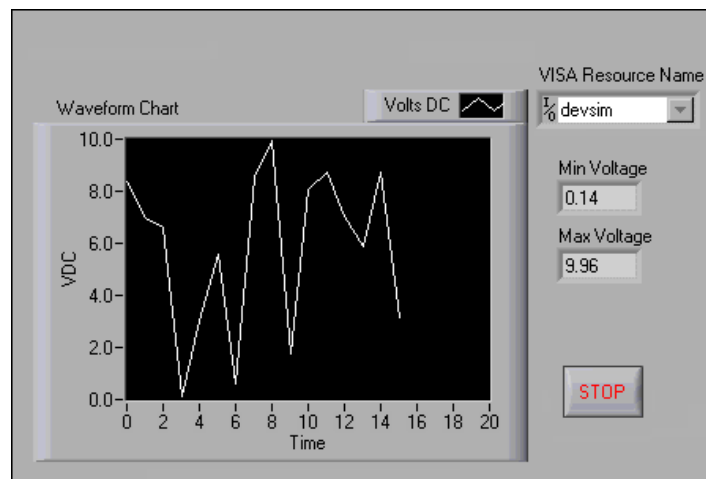 VISA Resource Name
Waveform Chart
Volts DC
I/O devsim
10.0
8.0
6.0
4.0
2.0
0.0
VDC
0 2 4 6 8 10 12 14 16 18 20
Time
Min Voltage
0.14
Max Voltage
9.96
STOP